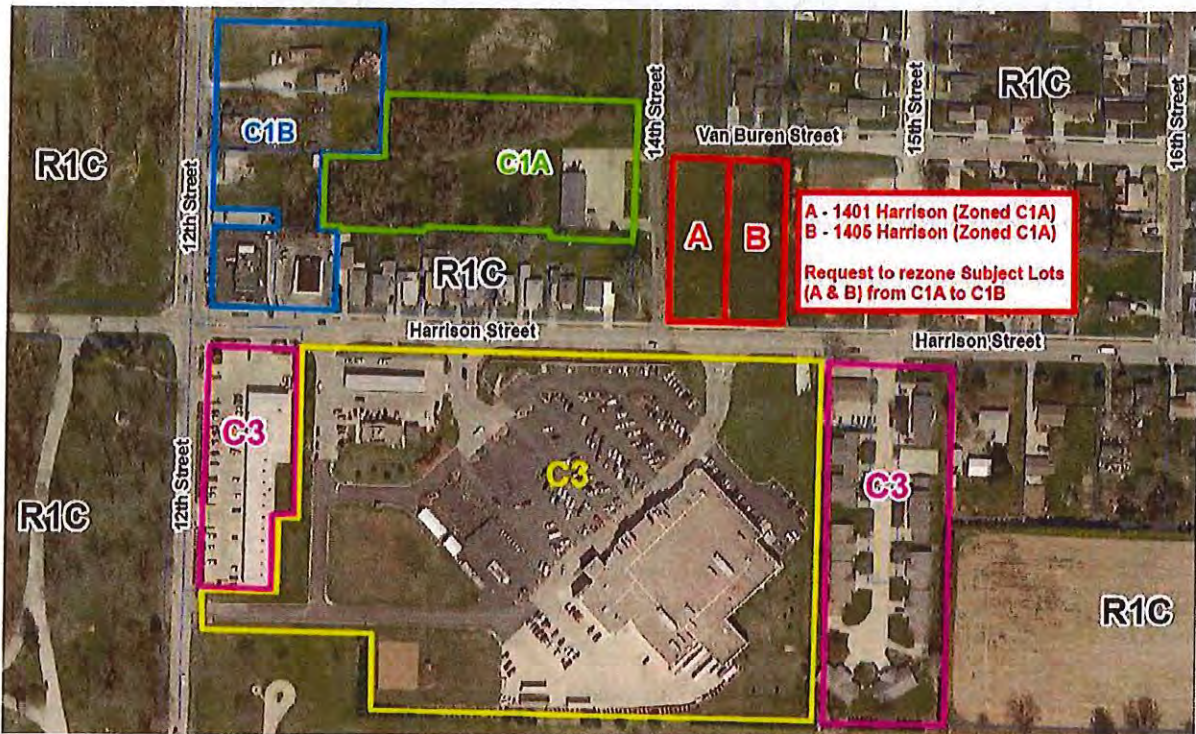 R1C
C1B
C1A
14th Street
Van Buren Street
15th Street
R1C
16th Street
12th Street
A
B
A - 1401 Harrison (Zoned C1A)
B - 1405 Harrison (Zoned C1A)
Request to rezone Subject Lots
(A & B) from C1A to C1B
R1C
Harrison Street
Harrison Street
C3
12th Street
C3
C3
R1C
R1C